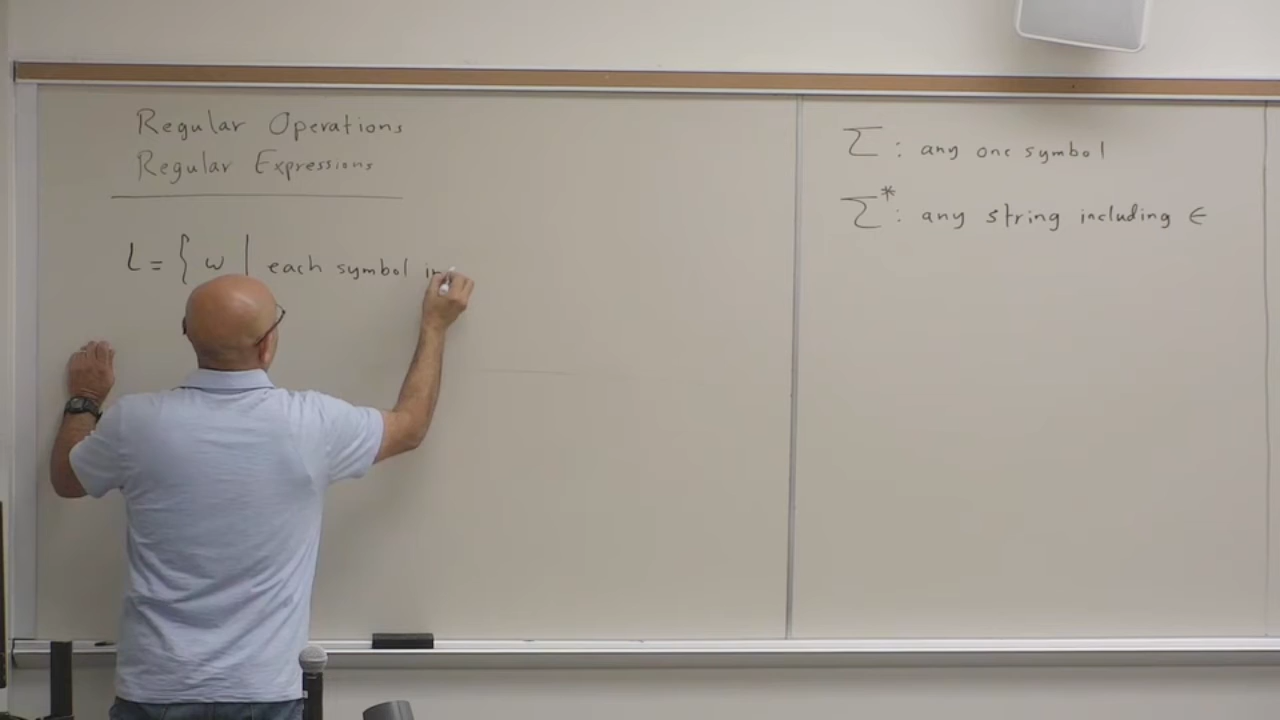 Regular Operations
Regular Expressions
L = { w | each symbol in
Σ : any one symbol
Σ* : any string including ∈